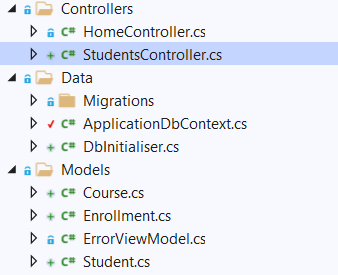 Controllers
C# HomeController.cs
C# StudentsController.cs
Data
Migrations
C# ApplicationDbContext.cs
C# DbInitialiser.cs
Models
C# Course.cs
C# Enrollment.cs
C# ErrorViewModel.cs
C# Student.cs